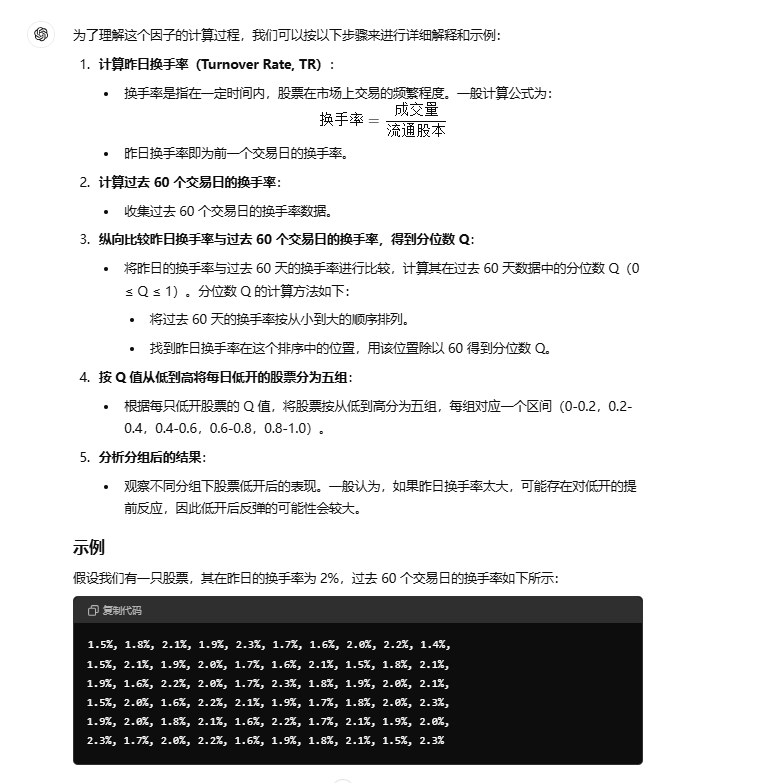 为了理解这个因子的计算过程，我们可以按以下步骤来进行详细解释和示例：
1. 计算昨日换手率（Turnover Rate, TR）：
• 换手率是指在一定时间内，股票在市场上交易的频繁程度。一般计算公式为：
换手率 = 成交量 / 流通股本
• 昨日换手率即为前一个交易日的换手率。
2. 计算过去 60 个交易日的换手率：
• 收集过去 60 个交易日的换手率数据。
3. 纵向比较昨日换手率与过去 60 个交易日的换手率，得到分位数 Q：
• 将昨日的换手率与过去 60 天的换手率进行比较，计算其在过去 60 天数据中的分位数 Q（0
≤ Q ≤ 1）。分位数 Q 的计算方法如下：
• 将过去 60 天的换手率按从小到大的顺序排列。
• 找到昨日换手率在这个排序中的位置，用该位置除以 60 得到分位数 Q。
4. 按 Q 值从低到高将每日低开的股票分为五组：
• 根据每只低开股票的 Q 值，将股票按从低到高分为五组，每组对应一个区间（0-0.2，0.2-
0.4，0.4-0.6，0.6-0.8，0.8-1.0）。
5. 分析分组后的结果：
• 观察不同分组下股票低开后的表现。一般认为，如果昨日换手率太大，可能存在对低开的提
前反应，因此低开后反弹的可能性会较大。
示例
假设我们有一只股票，其在昨日的换手率为 2%，过去 60 个交易日的换手率如下所示：
复制代码
1.5%, 1.8%, 2.1%, 1.9%, 2.3%, 1.7%, 1.6%, 2.0%, 2.2%, 1.4%,
1.5%, 2.1%, 1.9%, 2.0%, 1.7%, 1.6%, 2.1%, 1.5%, 1.8%, 2.1%,
1.9%, 1.6%, 2.2%, 2.0%, 1.7%, 2.3%, 1.8%, 1.9%, 2.0%, 2.1%,
1.5%, 2.0%, 1.6%, 2.2%, 2.1%, 1.9%, 1.7%, 1.8%, 2.0%, 2.3%,
1.9%, 2.0%, 1.8%, 2.1%, 1.6%, 2.2%, 1.7%, 2.1%, 1.9%, 2.0%,
2.3%, 1.7%, 2.0%, 2.2%, 1.6%, 1.9%, 1.8%, 2.1%, 1.5%, 2.3%